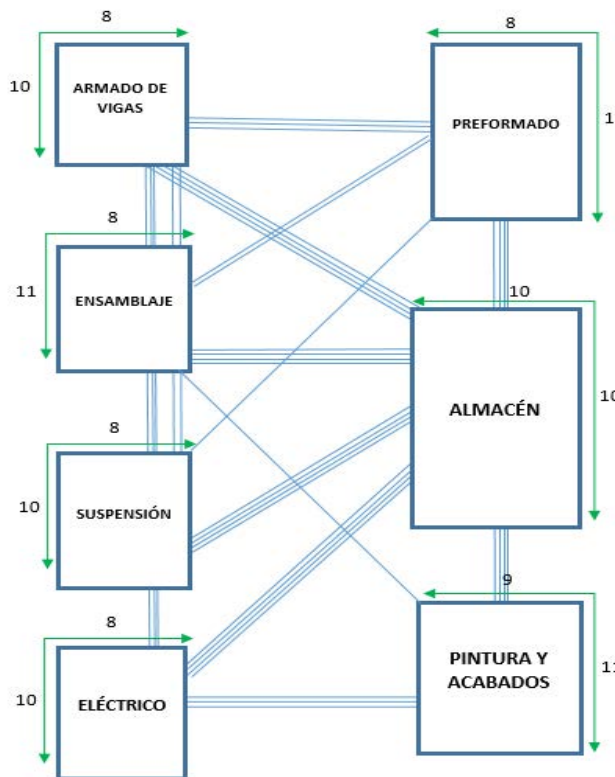 8
10
ARMADO DE
VIGAS
8
PREFORMADO
8
11
ENSAMBLAJE
10
10
ALMACÉN
8
10
SUSPENSIÓN
8
10
ELÉCTRICO
9
PINTURA Y
ACABADOS